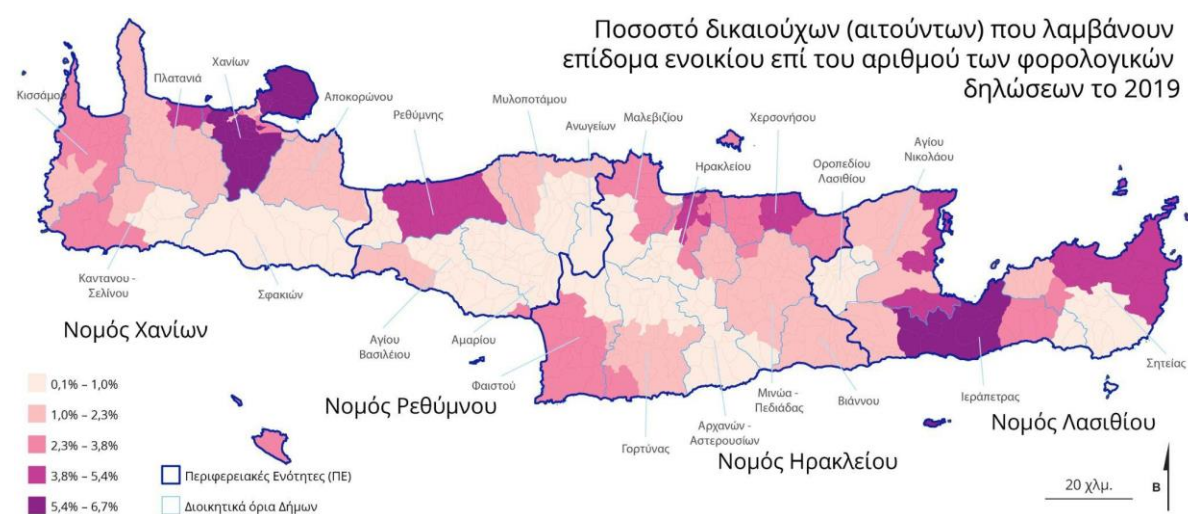 Ποσοστό δικαιούχων (αιτούντων) που λαμβάνουν
επίδομα ενοικίου επί του αριθμού των φορολογικών
δηλώσεων το 2019
Κισσάμου
Πλατανιά
Χανίων
Αποκορώνου
Ρεθύμνης
Μυλοποτάμου
Ανωγείων
Μαλεβιζίου
Ηρακλείου
Χερσονήσου
Οροπεδίου
Λασιθίου
Αγίου
Νικολάου
Καντανου -
Σελίνου
Σφακιών
Αγίου
Βασιλείου
Αμαρίου
Φαιστού
Γορτύνας
Αρχανών -
Αστερουσίων
Μινώα -
Πεδιάδας
Βιάννου
Ιεράπετρας
Σητείας
Νομός Χανίων
Νομός Ρεθύμνου
Νομός Ηρακλείου
Νομός Λασιθίου
0,1% – 1,0%
1,0% – 2,3%
2,3% – 3,8%
3,8% – 5,4%
5,4% – 6,7%
Περιφερειακές Ενότητες (ΠΕ)
Διοικητικά όρια Δήμων
20 χλμ.
Β